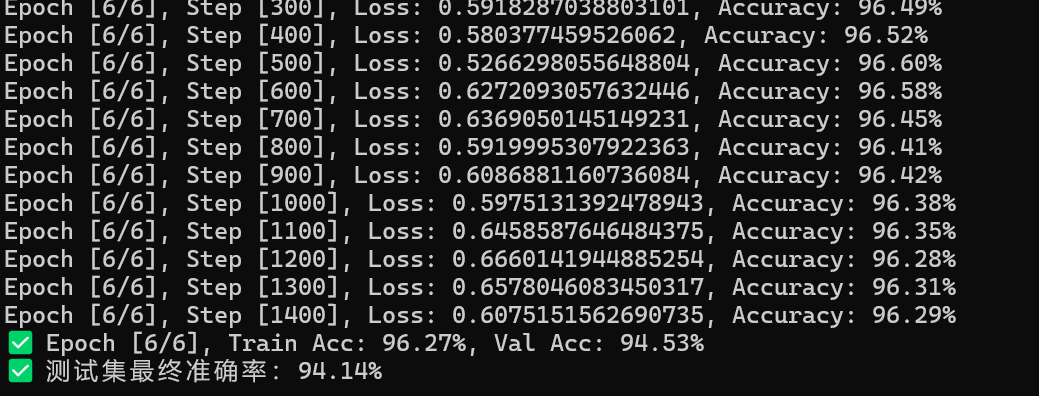 Epoch [6/6], Step [300], Loss: 0.5918287038803101, Accuracy: 96.49%
Epoch [6/6], Step [400], Loss: 0.580377459526062, Accuracy: 96.52%
Epoch [6/6], Step [500], Loss: 0.5266298055648804, Accuracy: 96.60%
Epoch [6/6], Step [600], Loss: 0.6272093057632446, Accuracy: 96.58%
Epoch [6/6], Step [700], Loss: 0.6369050145149231, Accuracy: 96.45%
Epoch [6/6], Step [800], Loss: 0.5919995307922363, Accuracy: 96.41%
Epoch [6/6], Step [900], Loss: 0.6086881160736084, Accuracy: 96.42%
Epoch [6/6], Step [1000], Loss: 0.5975131392478943, Accuracy: 96.38%
Epoch [6/6], Step [1100], Loss: 0.6458587646484375, Accuracy: 96.35%
Epoch [6/6], Step [1200], Loss: 0.6660141944885254, Accuracy: 96.28%
Epoch [6/6], Step [1300], Loss: 0.6578046083450317, Accuracy: 96.31%
Epoch [6/6], Step [1400], Loss: 0.6075151562690735, Accuracy: 96.29%
✅ Epoch [6/6], Train Acc: 96.27%, Val Acc: 94.53%
✅ 测试集最终准确率: 94.14%